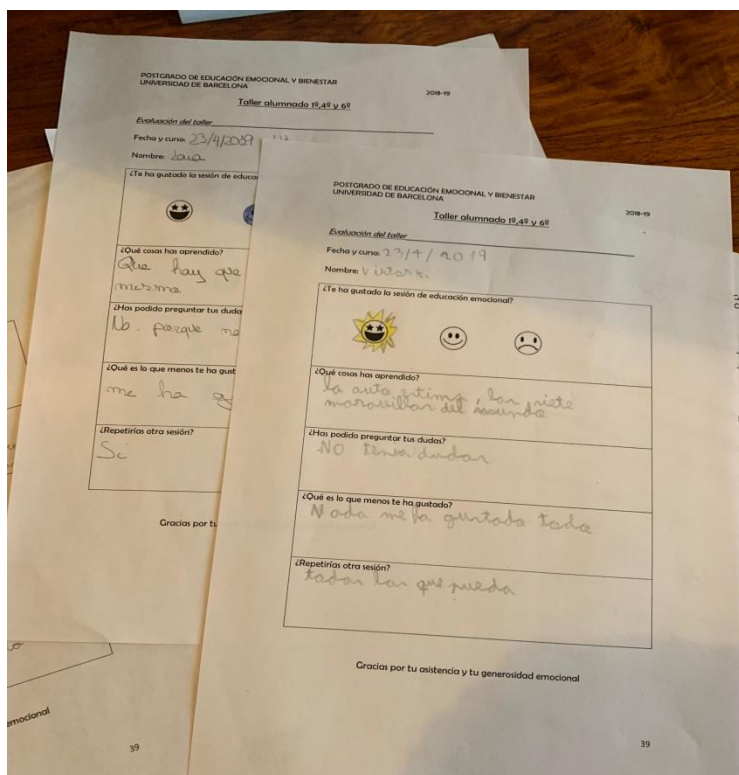 POSTGRADO DE EDUCACIÓN EMOCIONAL Y BIENESTAR
UNIVERSIDAD DE BARCELONA
2018-19
Taller alumnado 1º,4º y 6º
Evaluación del taller
Fecha y curso: 23/4/2019
Nombre:
¿Te ha gustado la sesión de educa
¿Qué cosas has aprendido?
Que hay que
misma
¿Has podido preguntar tus duda
No. porque no
¿Qué es lo que menos te ha gust
me ha g
¿Repetirías otra sesión?
Gracias por tu
39
POSTGRADO DE EDUCACIÓN EMOCIONAL Y BIENESTAR
UNIVERSIDAD DE BARCELONA
2018-19
Taller alumnado 1º,4º y 6º
Evaluación del taller
Fecha y curso: 23/4/2019
Nombre:
¿Te ha gustado la sesión de educación emocional?
¿Qué cosas has aprendido?
la auto estima, las siete
maravillas del mundo
¿Has podido preguntar tus dudas?
NO tenia dudas
¿Qué es lo que menos te ha gustado?
Nada me ha gustado todo
¿Repetirías otra sesión?
todas las que pueda
Gracias por tu asistencia y tu generosidad emocional
39
emocional